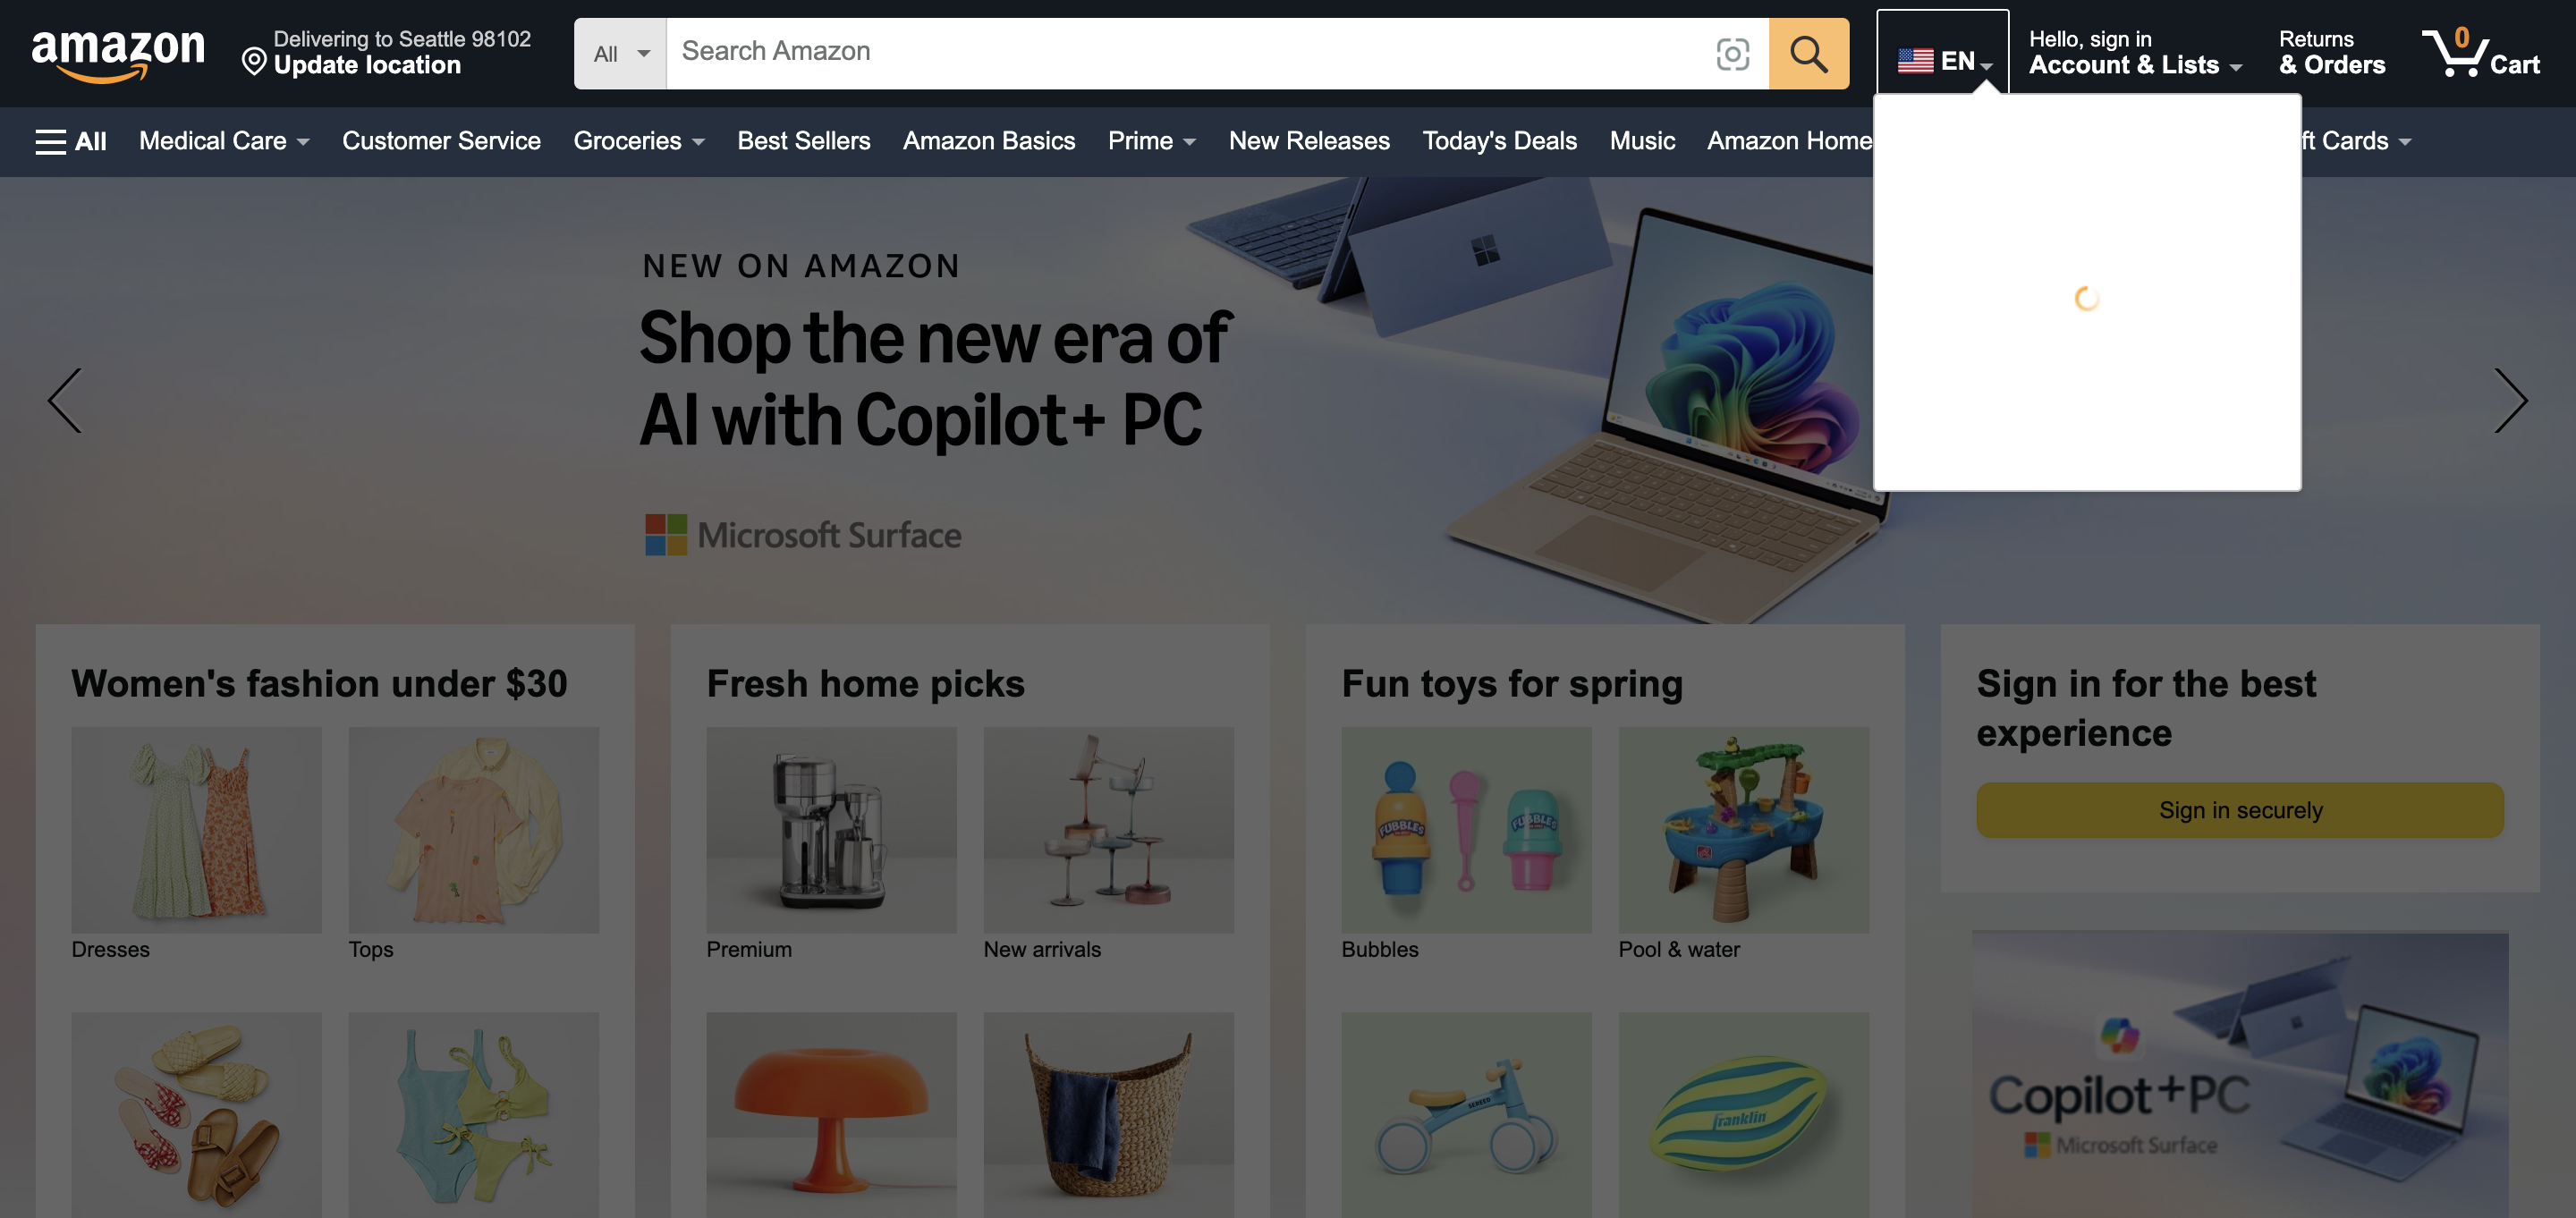 amazon
Delivering to Seattle 98102
Update location
All
Search Amazon
EN
Hello, sign in
Account & Lists
Returns
& Orders
0
Cart
All
Medical Care
Customer Service
Groceries
Best Sellers
Amazon Basics
Prime
New Releases
Today's Deals
Music
Amazon Home
ft Cards
NEW ON AMAZON
Shop the new era of
AI with Copilot+ PC
Microsoft Surface
Women's fashion under $30
Dresses
Tops
Fresh home picks
Premium
New arrivals
Fun toys for spring
FUBBLES
FUBBLES
Bubbles
Pool & water
franklin
Sign in for the best
experience
Sign in securely
Copilot+PC
Microsoft Surface